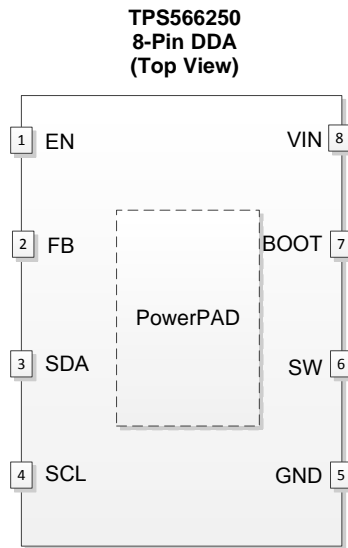 TPS566250
8-Pin DDA
(Top View)
1 EN
VIN 8
2 FB
BOOT 7
PowerPAD
3 SDA
SW 6
4 SCL
GND 5